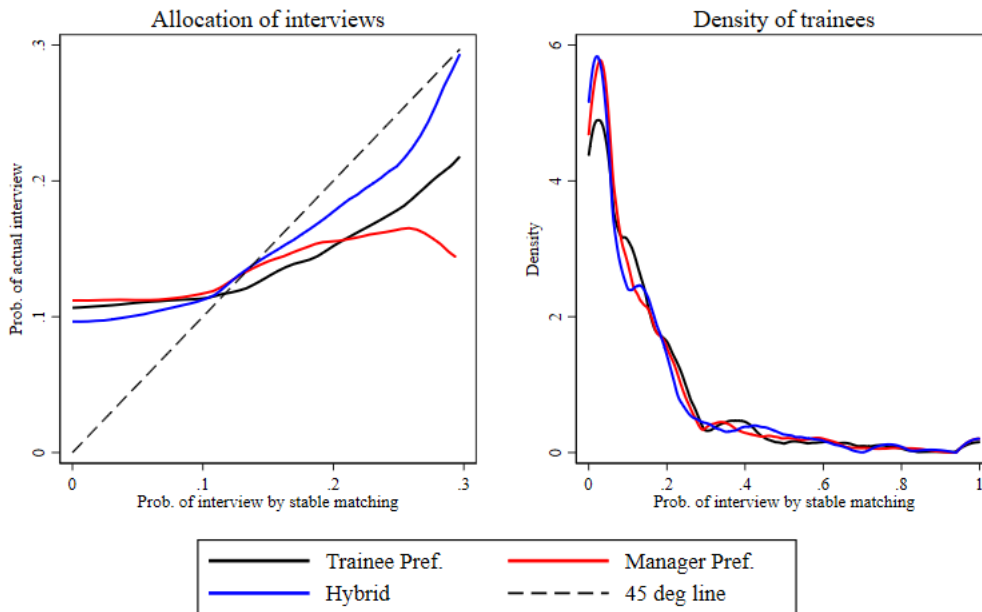 Allocation of interviews
Prob. of actual interview
.3
.2
.1
0
0 .1 .2 .3
Prob. of interview by stable matching
Density of trainees
Density
6
4
2
0
0 .2 .4 .6 .8 1
Prob. of interview by stable matching
Trainee Pref. Manager Pref.
Hybrid 45 deg line